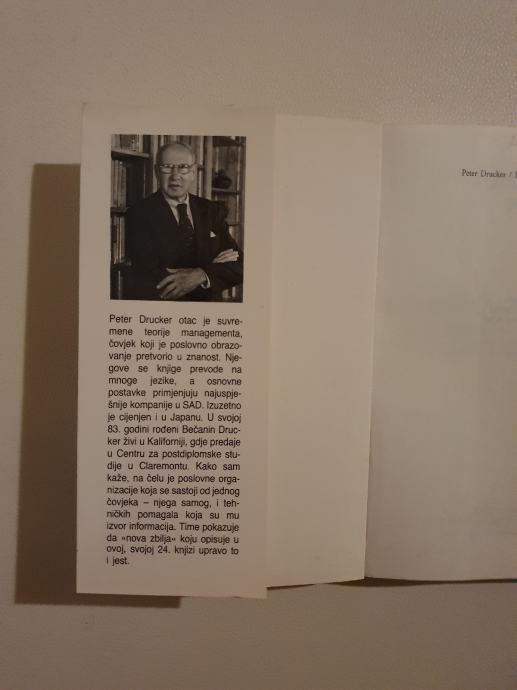 Peter Drucker otac je suvre-
mene teorije managementa,
čovjek koji je poslovno obrazo-
vanje pretvorio u znanost. Nje-
gove se knjige prevode na
mnoge jezike, a osnovne
postavke primjenjuju najuspje-
šnije kompanije u SAD. Izuzetno
je cijenjen i u Japanu. U svojoj
83. godini rođeni Bečanin Druc-
ker živi u Kaliforniji, gdje predaje
u Centru za postdiplomske stu-
dije u Claremontu. Kako sam
kaže, na čelu je poslovne orga-
nizacije koja se sastoji od jednog
čovjeka – njega samog, i teh-
ničkih pomagala koja su mu
izvor informacija. Time pokazuje
da »nova zbilja« koju opisuje u
ovoj, svojoj 24. knjizi upravo to
i jest.
Peter Drucker /